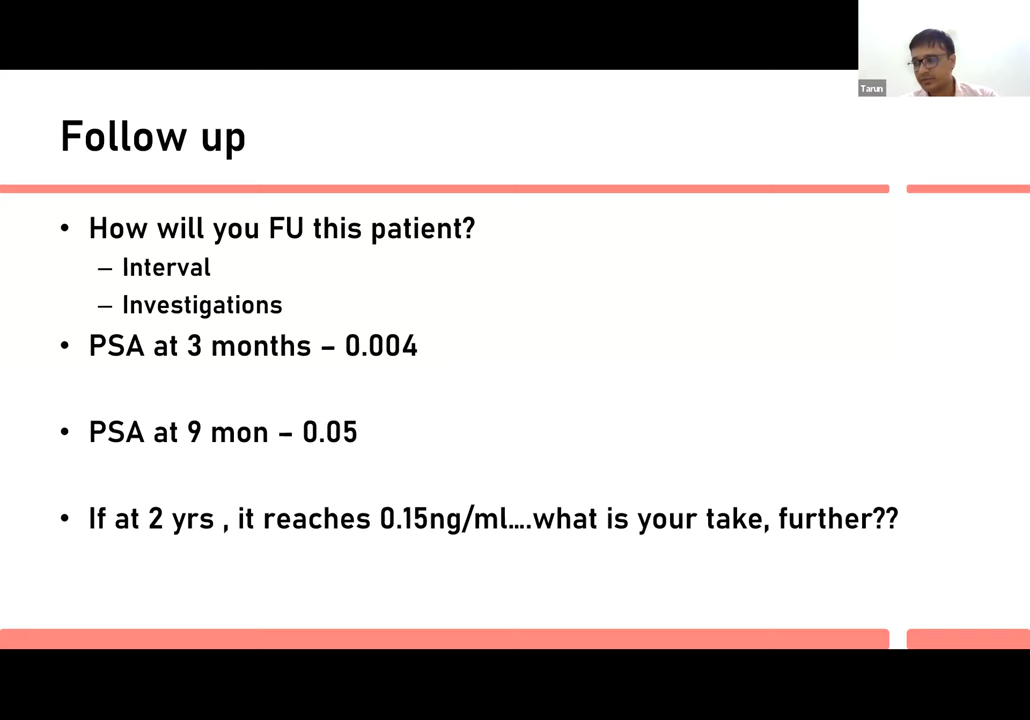 Tarun
Follow up
• How will you FU this patient?
– Interval
– Investigations
• PSA at 3 months – 0.004
• PSA at 9 mon – 0.05
• If at 2 yrs , it reaches 0.15ng/ml….what is your take, further??